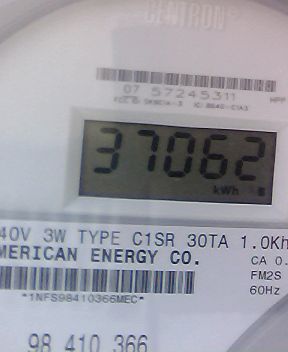 CENTRON®
07 57245311
37062
kWh
40V 3W TYPE C1SR 30TA 1.0Kh
MERICAN ENERGY CO.
CA 0.
FM2S
60Hz
*1NFS98410366MEC*
98 410 366